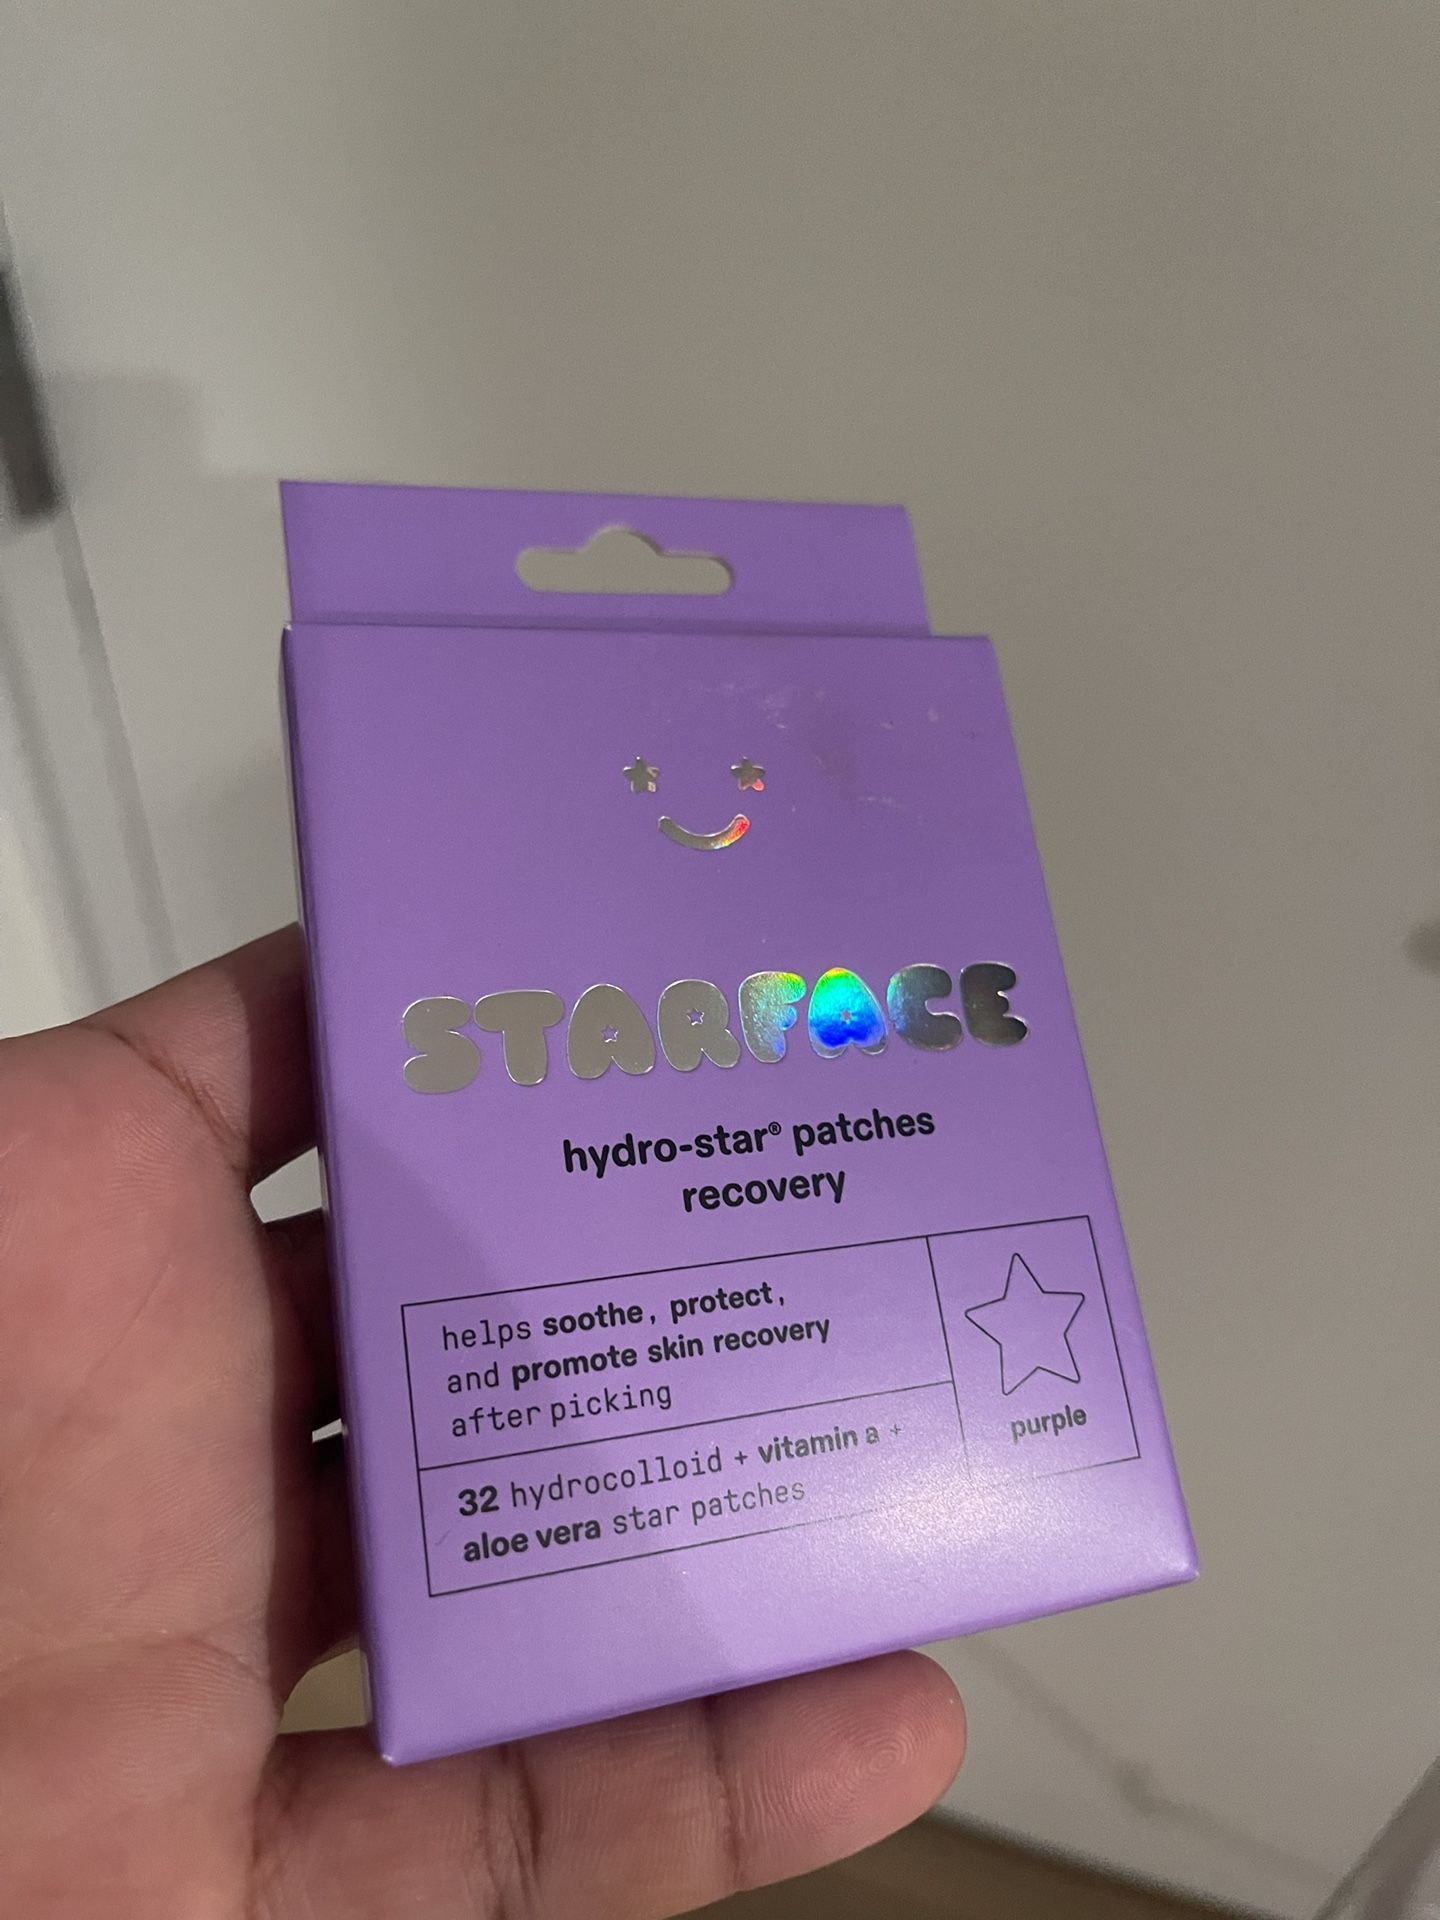 STARFACE
hydro-star® patches
recovery
helps soothe, protect,
and promote skin recovery
after picking
32 hydrocolloid + vitamin a +
aloe vera star patches
purple